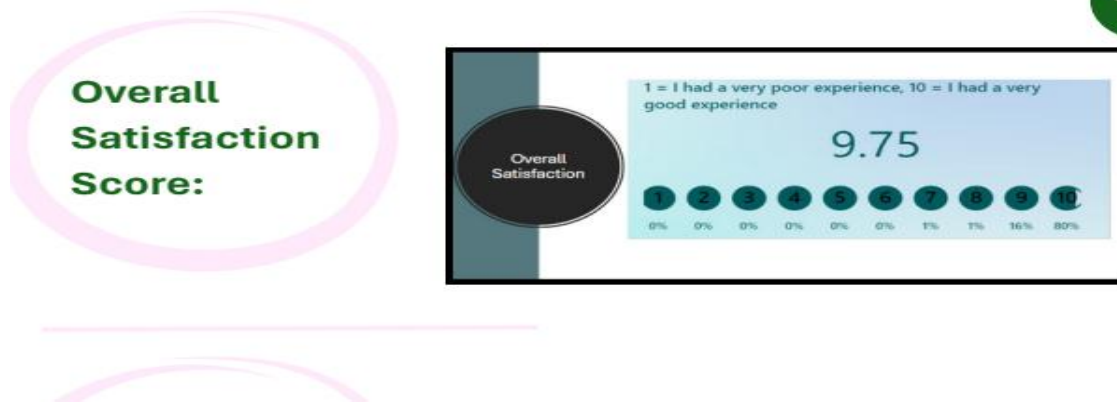 Overall
Satisfaction
Score:
Overall
Satisfaction
1 = I had a very poor experience, 10 = I had a very
good experience
9.75
1 2 3 4 5 6 7 8 9 10
0% 0% 0% 0% 0% 0% 1% 1% 16% 80%